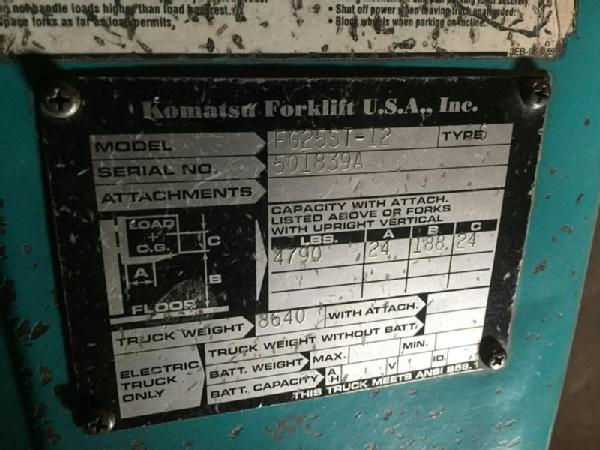 not handle loads higher than load backrest.
Space forks as far as load permits,
Shut off power when leaving truck unattended.
Block wheels when parking on incline.
Komatsu Forklift U.S.A., Inc.
MODEL FG25ST-12 TYPE G
SERIAL NO. 501839A
ATTACHMENTS
CAPACITY WITH ATTACH.
LISTED ABOVE OR FORKS
WITH UPRIGHT VERTICAL
LBS. A B C
4790 24 188 24
LOAD
C.G.
C
A
B
FLOOR
TRUCK WEIGHT 8640 WITH ATTACH.
ELECTRIC TRUCK ONLY
TRUCK WEIGHT WITHOUT BATT.
BATT. WEIGHT MAX. MIN.
BATT. CAPACITY AH V ID.
THIS TRUCK MEETS ANSI B56.1